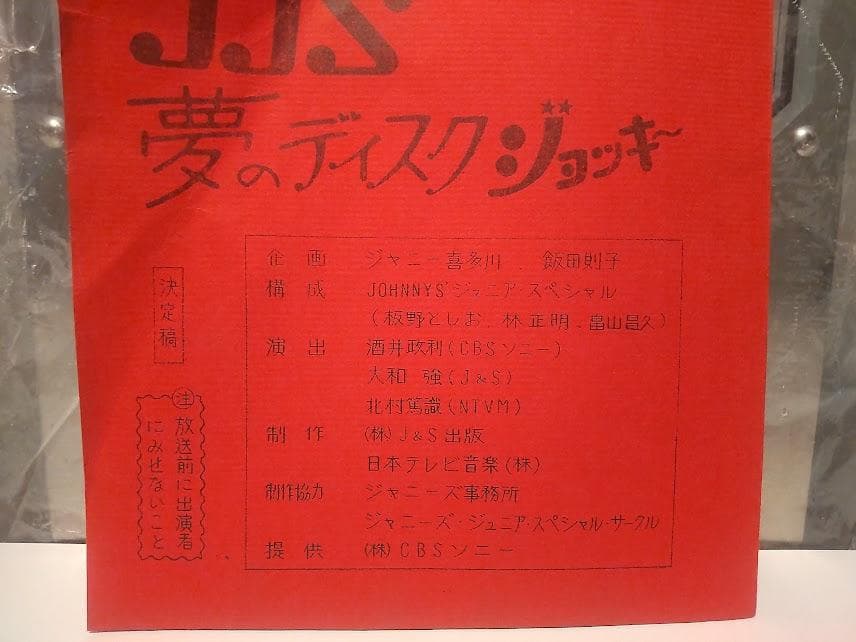 JJS
夢のディスクジョッキー
決定稿
㊟放送前に出演者
にみせないこと
企画 ジャニー喜多川、飯田則子
構成 JOHNNYS'ジャニア・スペシャル
(板野としお、林正明、畠山昌久)
演出 酒井政利(CBSソニー)
大和 強(J&S)
北村篤識(NTVM)
制作 (株)J&S出版
日本テレビ音楽(株)
制作協力 ジャニーズ事務所
ジャニーズ・ジュニア・スペシャル・サークル
提供 (株)CBSソニー